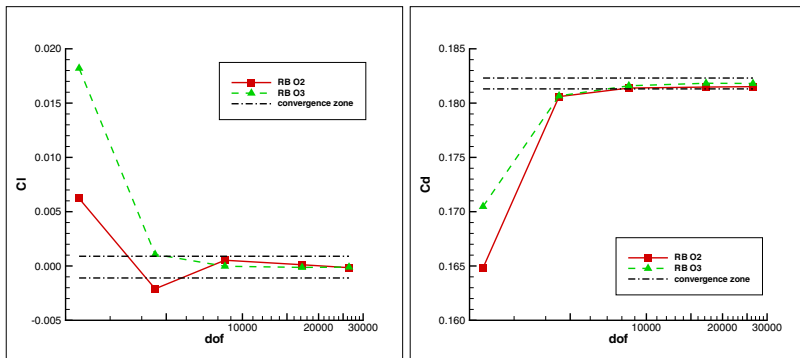 0.020
0.015
0.010
0.005
0.000
-0.005
Cl
RB O2
RB O3
convergence zone
10000
20000
30000
dof
0.185
0.180
0.175
0.170
0.165
0.160
Cd
RB O2
RB O3
convergence zone
10000
20000
30000
dof